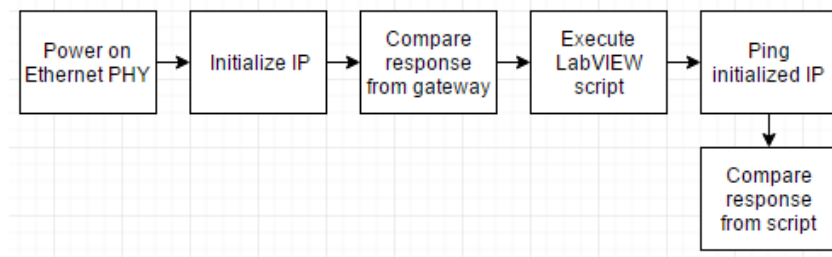 Power on
Ethernet PHY
Initialize IP
Compare
response
from gateway
Execute
LabVIEW
script
Ping
initialized IP
Compare
response
from script